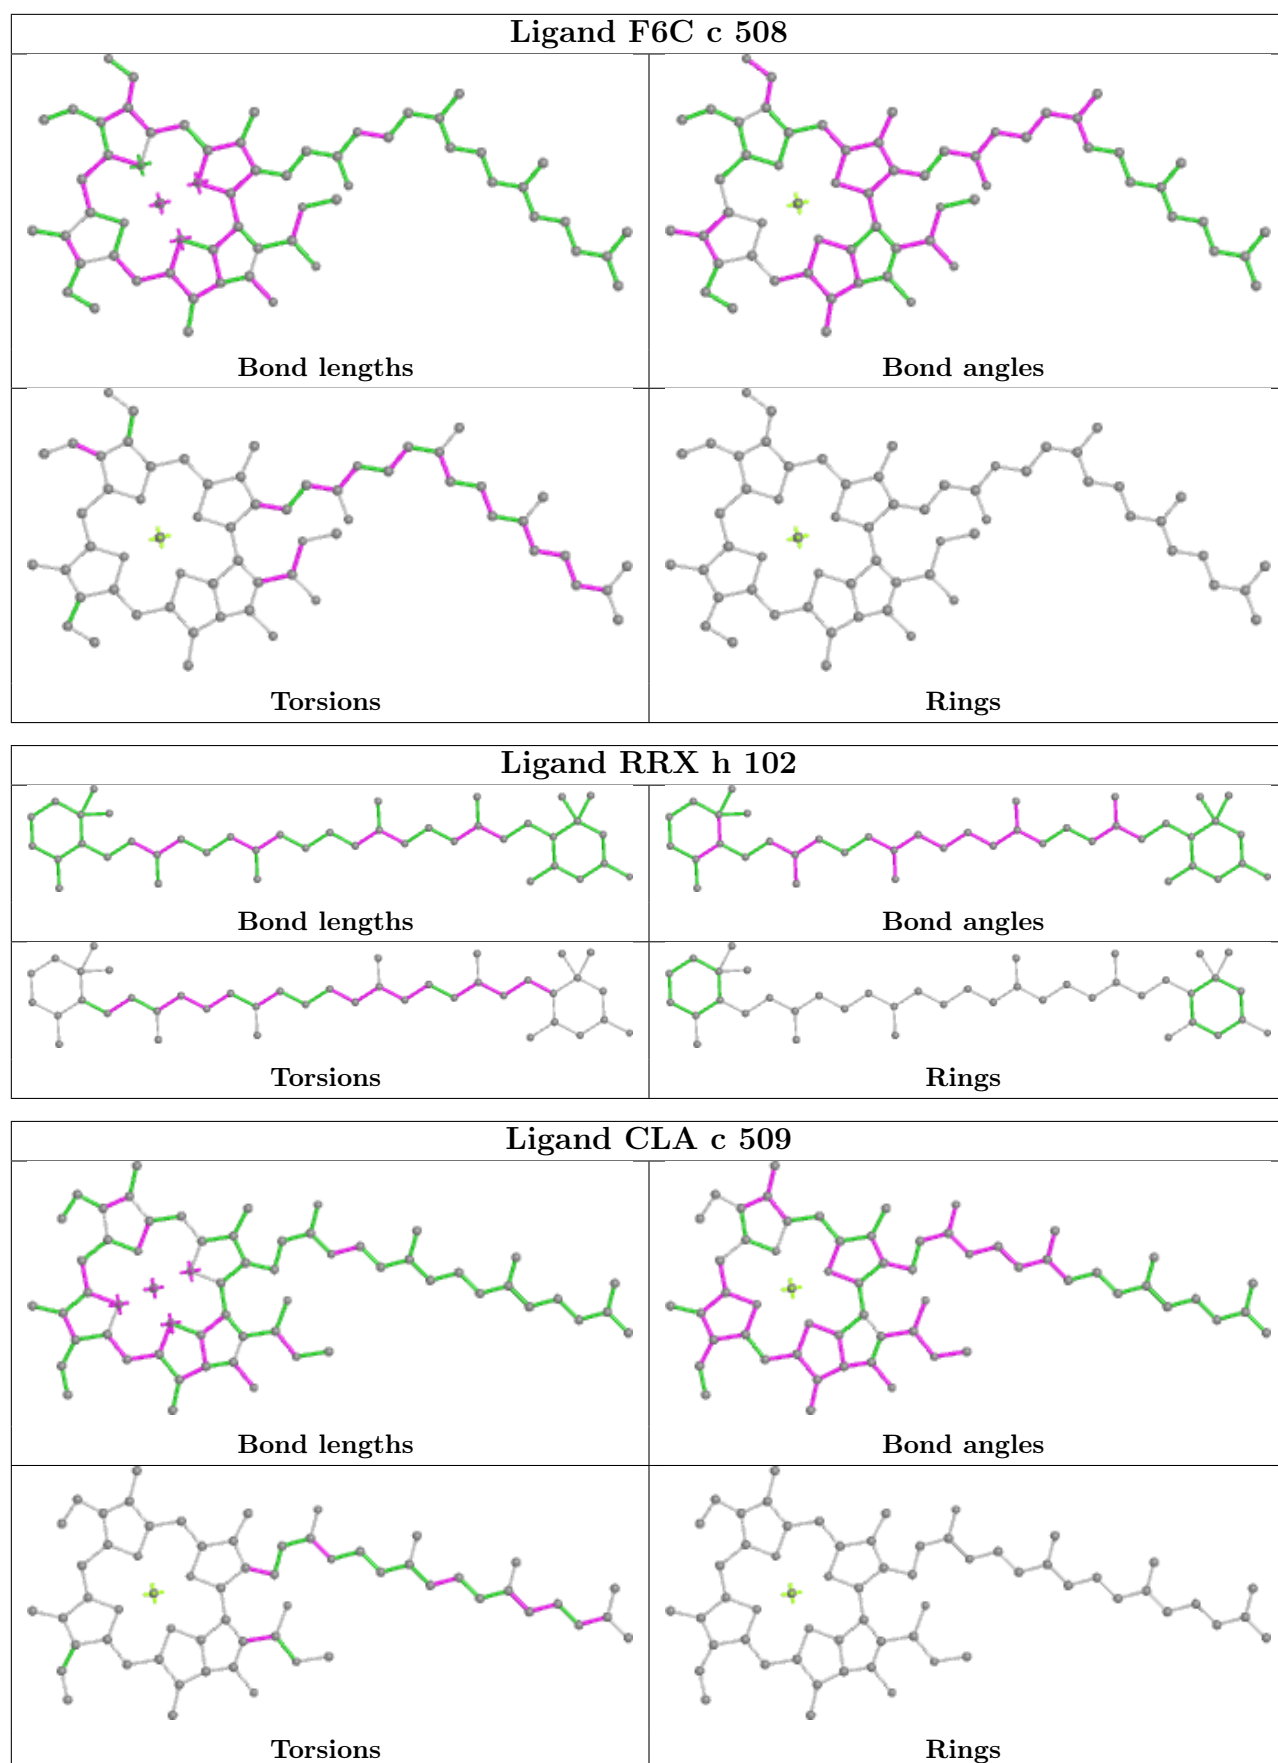 Ligand F6C c 508
Bond lengths
Bond angles
Torsions
Rings
Ligand RRX h 102
Bond lengths
Bond angles
Torsions
Rings
Ligand CLA c 509
Bond lengths
Bond angles
Torsions
Rings